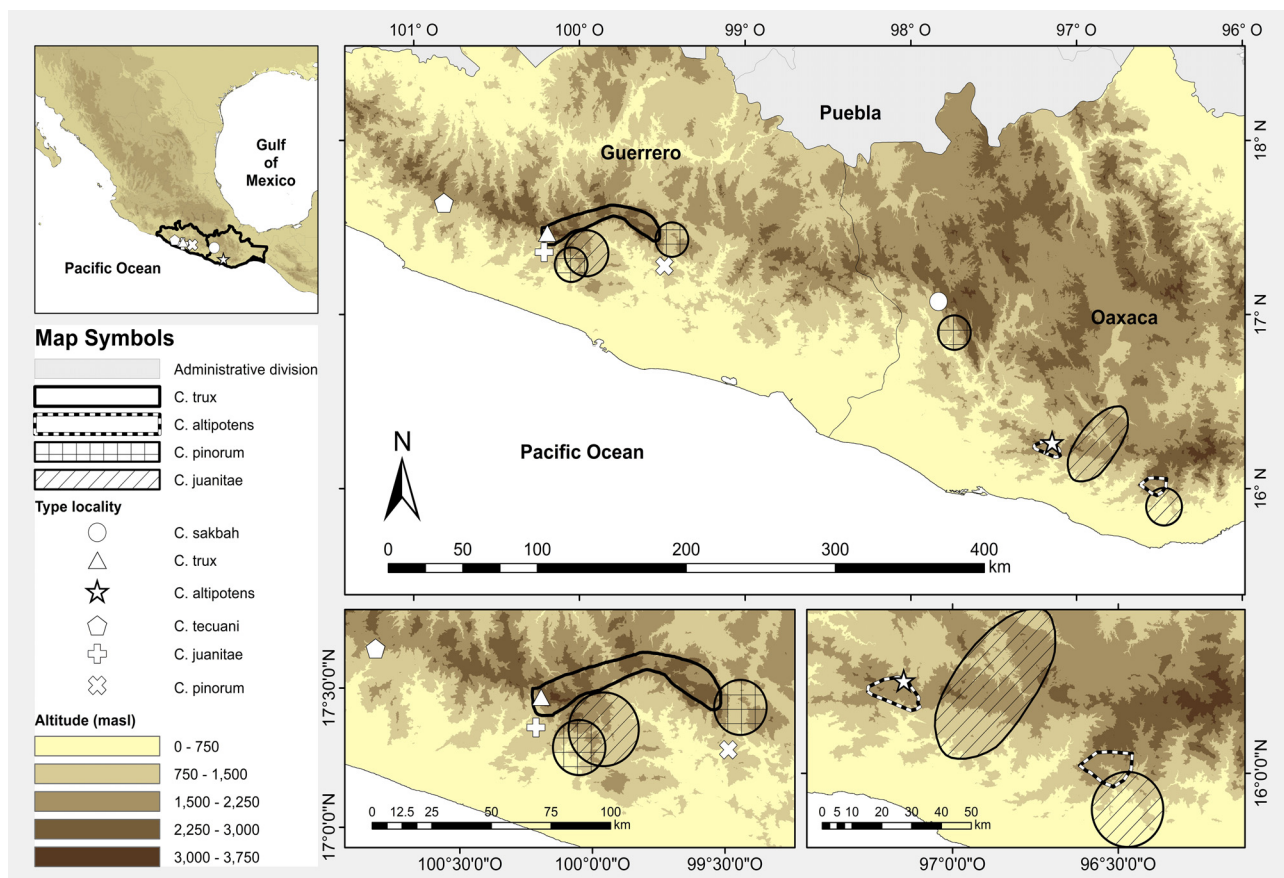 101° O
100° O
99° O
98° O
97° O
96° O
Gulf
of
Mexico
Pacific Ocean
Puebla
Guerrero
Oaxaca
Pacific Ocean
N
18° N
17° N
16° N
0 50 100 200 300 400
km
Map Symbols
Administrative division
C. trux
C. altipotens
C. pinorum
C. juanitae
Type locality
C. sakbah
C. trux
C. altipotens
C. tecuani
C. juanitae
C. pinorum
Altitude (masl)
0 - 750
750 - 1,500
1,500 - 2,250
2,250 - 3,000
3,000 - 3,750
17°30'0"N
17°0'0"N
0 12.5 25 50 75 100
km
100°30'0"O
100°0'0"O
99°30'0"O
0 5 10 20 30 40 50
km
97°0'0"O
96°30'0"O
16°0'0"N